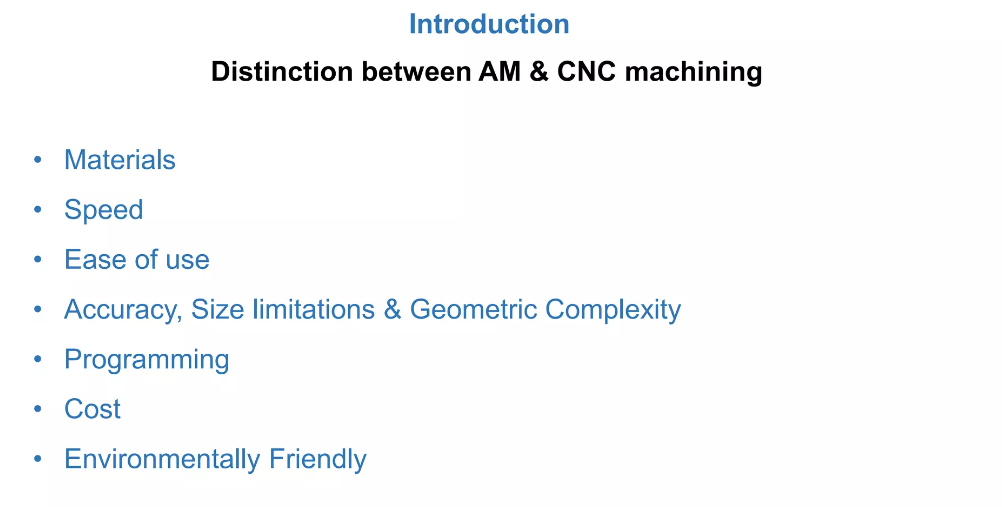 Introduction
Distinction between AM & CNC machining
• Materials
• Speed
• Ease of use
• Accuracy, Size limitations & Geometric Complexity
• Programming
• Cost
• Environmentally Friendly